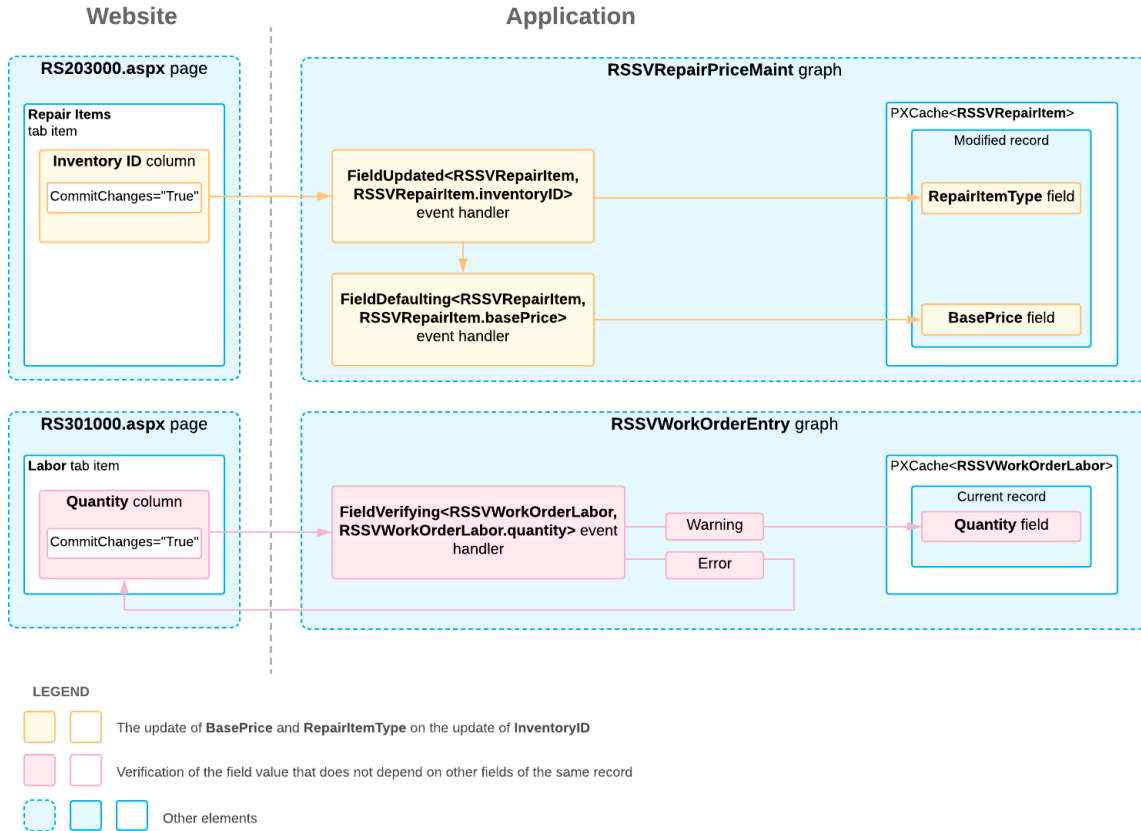 Website
Application
RS203000.aspx page
RSSVRepairPriceMaint graph
Repair Items
tab item
PXCache<RSSVRepairItem>
Modified record
Inventory ID column
CommitChanges="True"
FieldUpdated<RSSVRepairItem,
RSSVRepairItem.inventoryID>
event handler
RepairItemType field
FieldDefaulting<RSSVRepairItem,
RSSVRepairItem.basePrice>
event handler
BasePrice field
RS301000.aspx page
RSSVWorkOrderEntry graph
Labor tab item
PXCache<RSSVWorkOrderLabor>
Current record
Quantity column
CommitChanges="True"
FieldVerifying<RSSVWorkOrderLabor,
RSSVWorkOrderLabor.quantity> event
handler
Warning
Quantity field
Error
LEGEND
The update of BasePrice and RepairItemType on the update of InventoryID
Verification of the field value that does not depend on other fields of the same record
Other elements